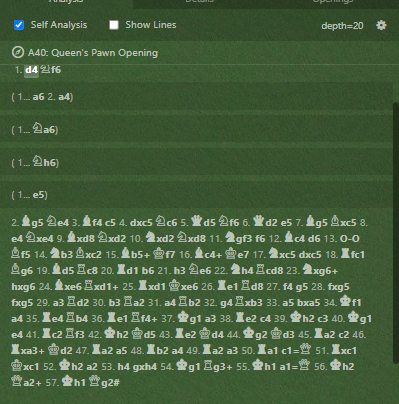 Analysis Details Openings
Self Analysis Show Lines depth=20
A40: Queen's Pawn Opening
1. d4 ♘f6
( 1... a6 2. a4)
( 1... ♘a6)
( 1... ♘h6)
( 1... e5)
2. ♝g5 ♘e4 3. ♝f4 c5 4. dxc5 ♘c6 5. ♛d5 ♘f6 6. ♛d2 e5 7. ♝g5 ♗xc5 8.
e4 ♘xe4 9. ♝xd8 ♘xd2 10. ♞xd2 ♘xd8 11. ♞gf3 f6 12. ♝c4 d6 13. O-O
♗f5 14. ♞b3 ♗xc2 15. ♝b5+ ♔f7 16. ♝c4+ ♔e7 17. ♞xc5 dxc5 18. ♜fc1
♗g6 19. ♝d5 ♖c8 20. ♜d1 b6 21. h3 ♘e6 22. ♞h4 ♖cd8 23. ♞xg6+
hxg6 24. ♝xe6 ♖xd1+ 25. ♜xd1 ♔xe6 26. ♜e1 ♖d8 27. f4 g5 28. fxg5
fxg5 29. a3 ♖d2 30. b3 ♖a2 31. a4 ♖b2 32. g4 ♖xb3 33. a5 bxa5 34. ♚f1
a4 35. ♜e4 ♖b4 36. ♜e1 ♖f4+ 37. ♚g1 a3 38. ♜e2 c4 39. ♚h2 c3 40. ♚g1
e4 41. ♜c2 ♖f3 42. ♚h2 ♔d5 43. ♜e2 ♔d4 44. ♚g2 ♔d3 45. ♜a2 c2 46.
♜xa3+ ♔d2 47. ♜a2 a5 48. ♜b2 a4 49. ♜a2 a3 50. ♜a1 c1=♕ 51. ♜xc1
♔xc1 52. ♚h2 a2 53. h4 gxh4 54. ♚g1 ♖g3+ 55. ♚h1 a1=♕ 56. ♚h2
♕a2+ 57. ♚h1 ♕g2#